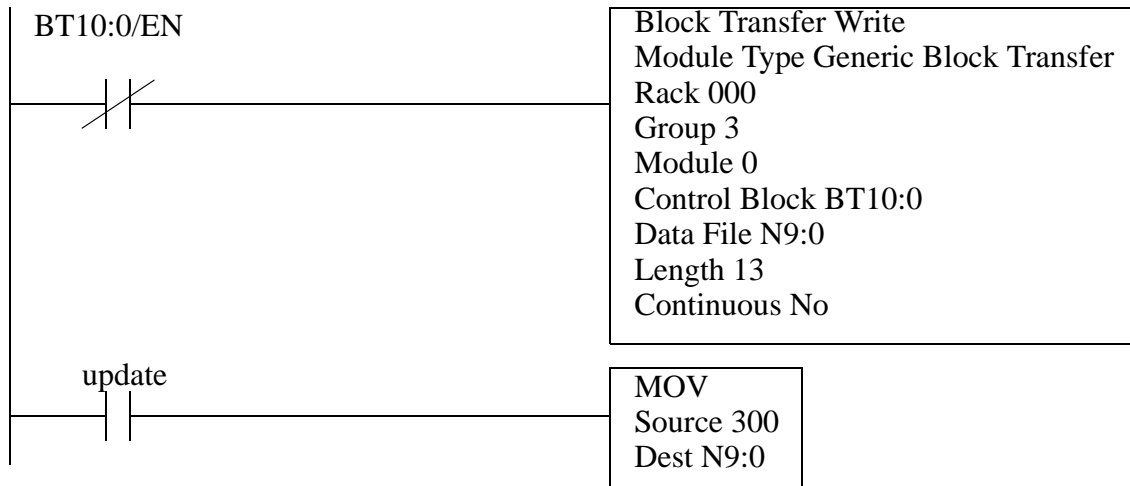 BT10:0/EN
Block Transfer Write
Module Type Generic Block Transfer
Rack 000
Group 3
Module 0
Control Block BT10:0
Data File N9:0
Length 13
Continuous No
update
MOV
Source 300
Dest N9:0